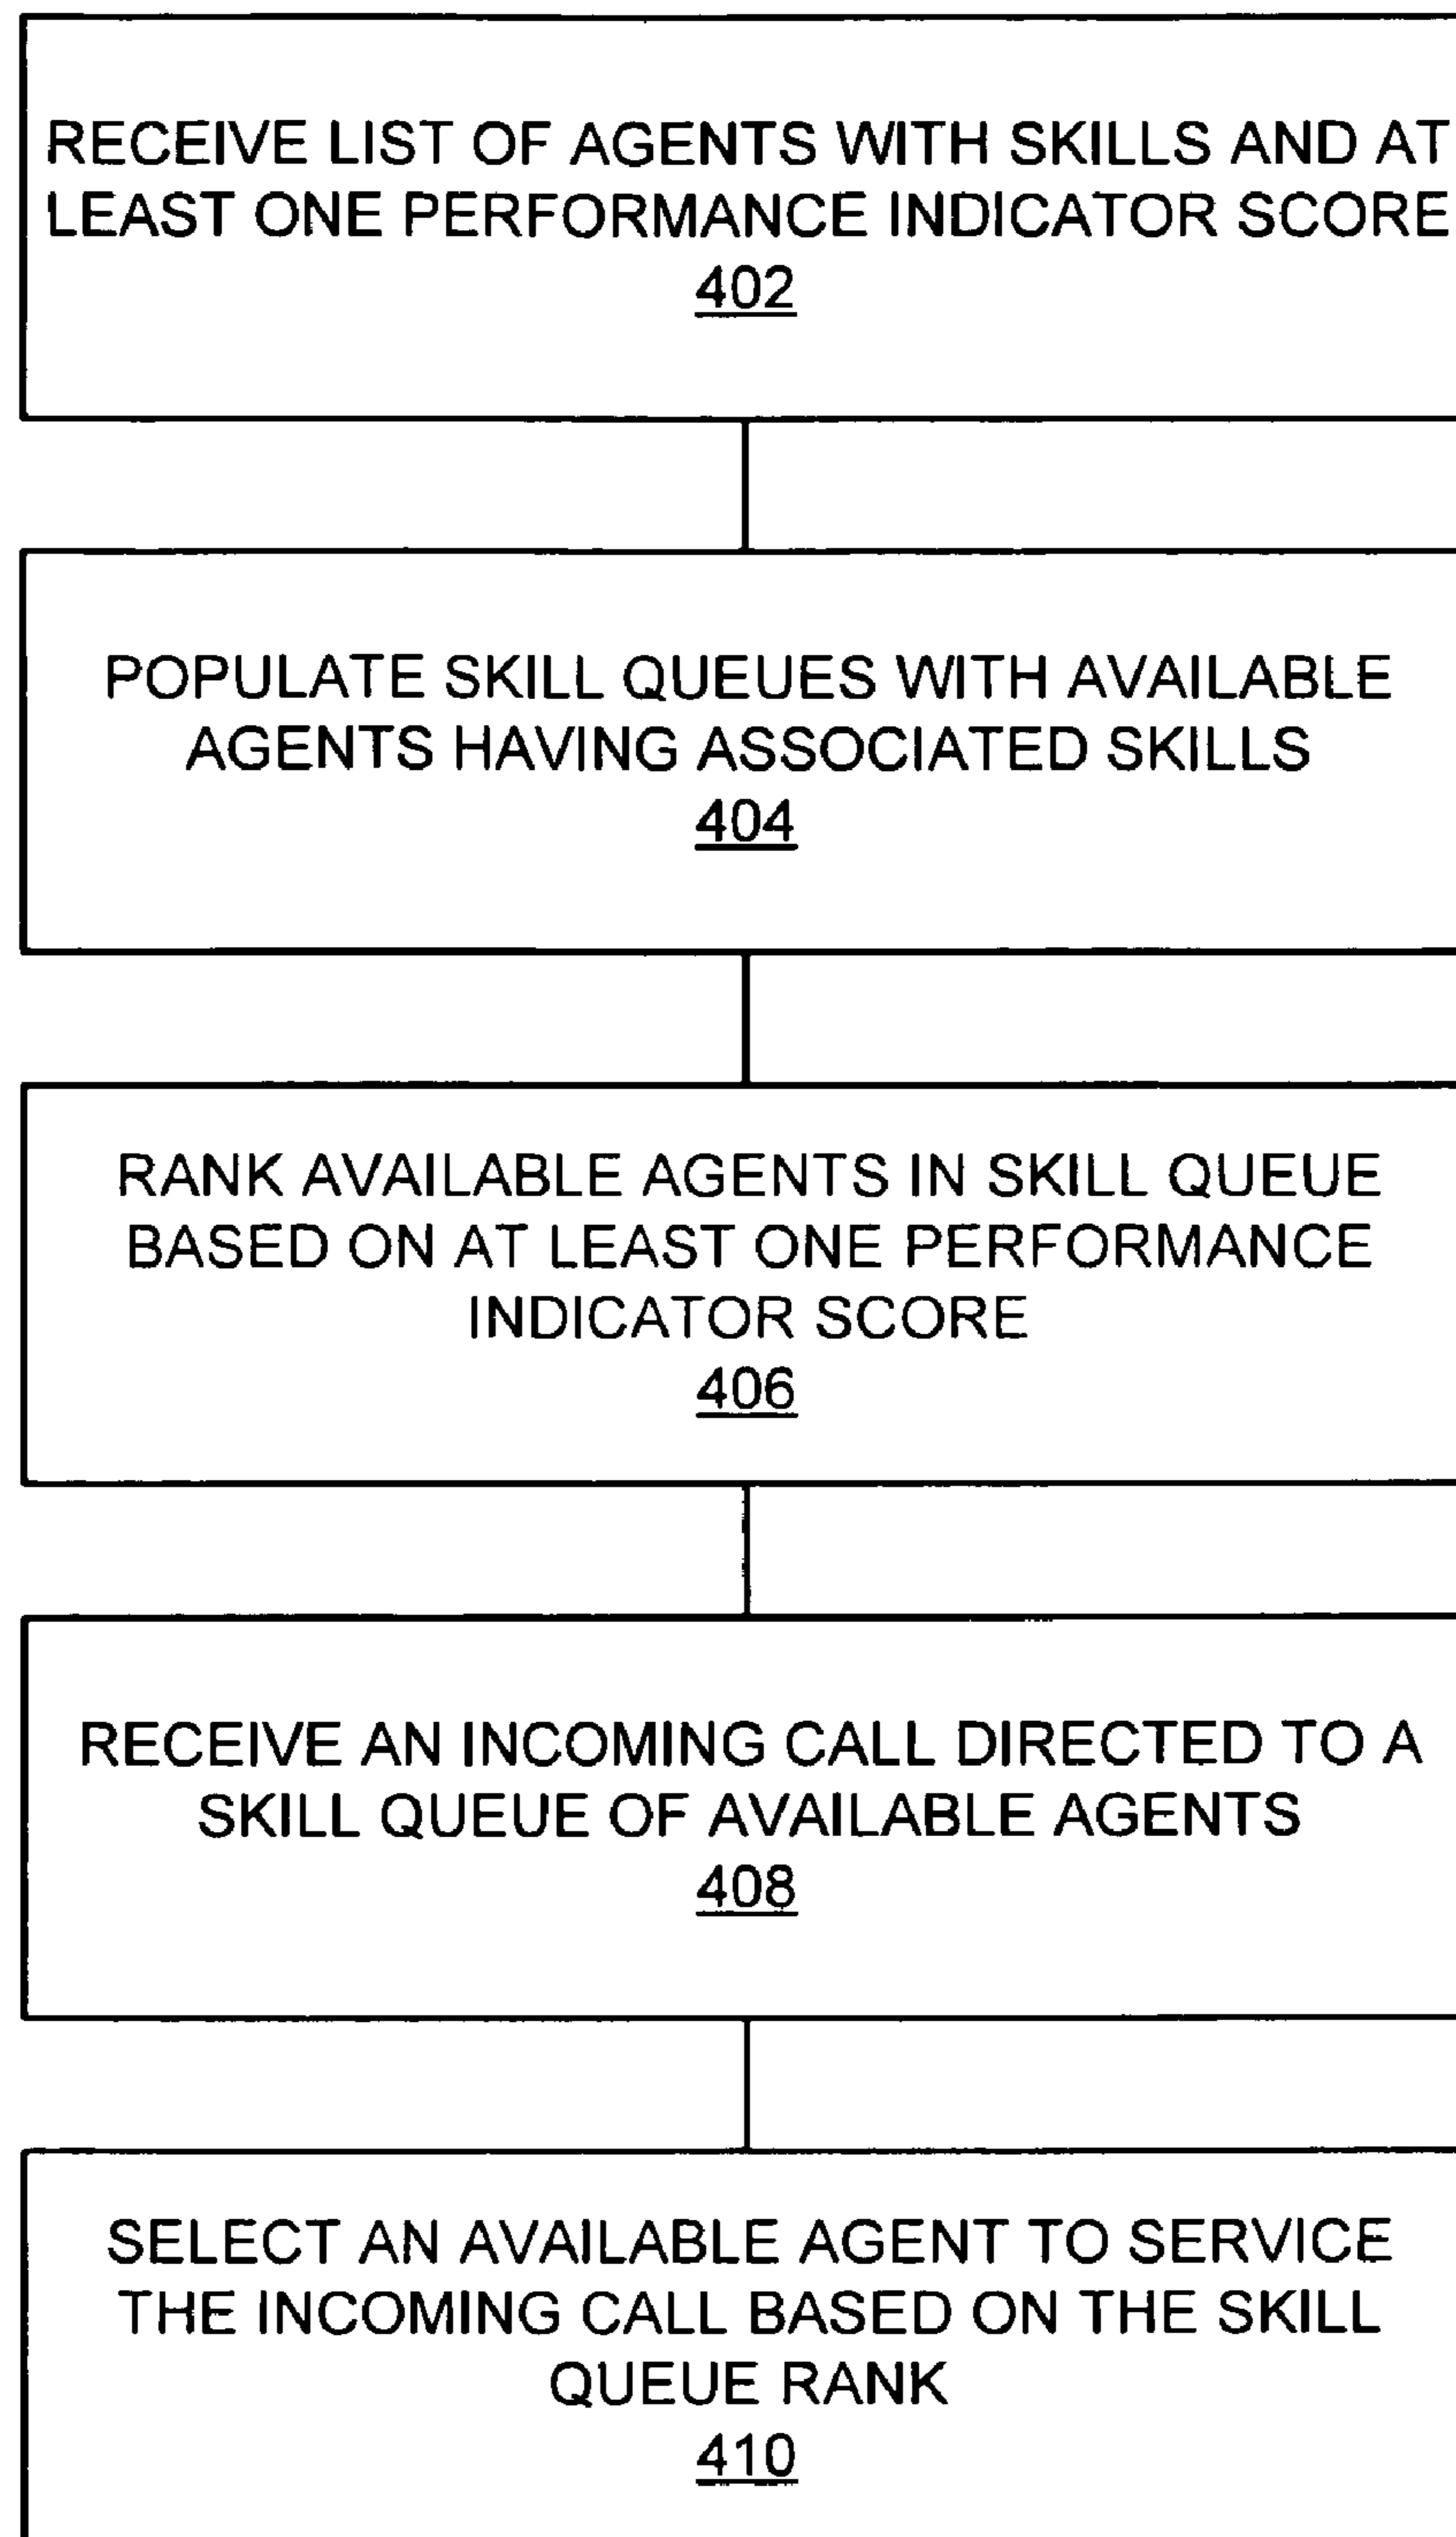 RECEIVE LIST OF AGENTS WITH SKILLS AND AT
LEAST ONE PERFORMANCE INDICATOR SCORE
402
POPULATE SKILL QUEUES WITH AVAILABLE
AGENTS HAVING ASSOCIATED SKILLS
404
RANK AVAILABLE AGENTS IN SKILL QUEUE
BASED ON AT LEAST ONE PERFORMANCE
INDICATOR SCORE
406
RECEIVE AN INCOMING CALL DIRECTED TO A
SKILL QUEUE OF AVAILABLE AGENTS
408
SELECT AN AVAILABLE AGENT TO SERVICE
THE INCOMING CALL BASED ON THE SKILL
QUEUE RANK
410